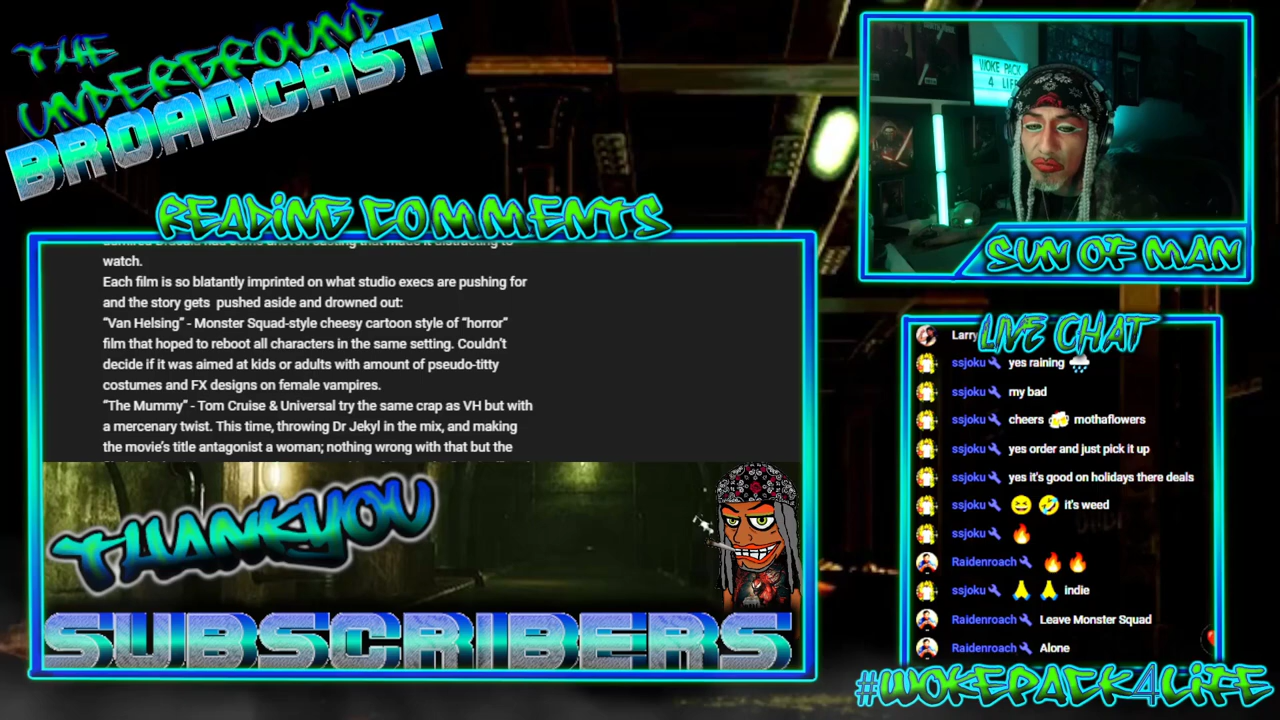 THE
UNDERGROUND
BROADCAST
READING COMMENTS
watch.
Each film is so blatantly imprinted on what studio execs are pushing for
and the story gets pushed aside and drowned out:
“Van Helsing” - Monster Squad-style cheesy cartoon style of “horror”
film that hoped to reboot all characters in the same setting. Couldn’t
decide if it was aimed at kids or adults with amount of pseudo-titty
costumes and FX designs on female vampires.
“The Mummy” - Tom Cruise & Universal try the same crap as VH but with
a mercenary twist. This time, throwing Dr Jekyl in the mix, and making
the movie’s title antagonist a woman; nothing wrong with that but the
THANKYOU
SUBSCRIBERS
WOKE PACK
4 LIFE
SUN OF MAN
LIVE CHAT
Larry
ssjoku yes raining 🌧
ssjoku my bad
ssjoku cheers 🍻 mothaflowers
ssjoku yes order and just pick it up
ssjoku yes it's good on holidays there deals
ssjoku 😆 🤣 it's weed
ssjoku 🔥
Raidenroach 🔥 🔥
ssjoku 🙏 🙏 indie
Raidenroach Leave Monster Squad
Raidenroach Alone
#WOKEPACK4LIFE